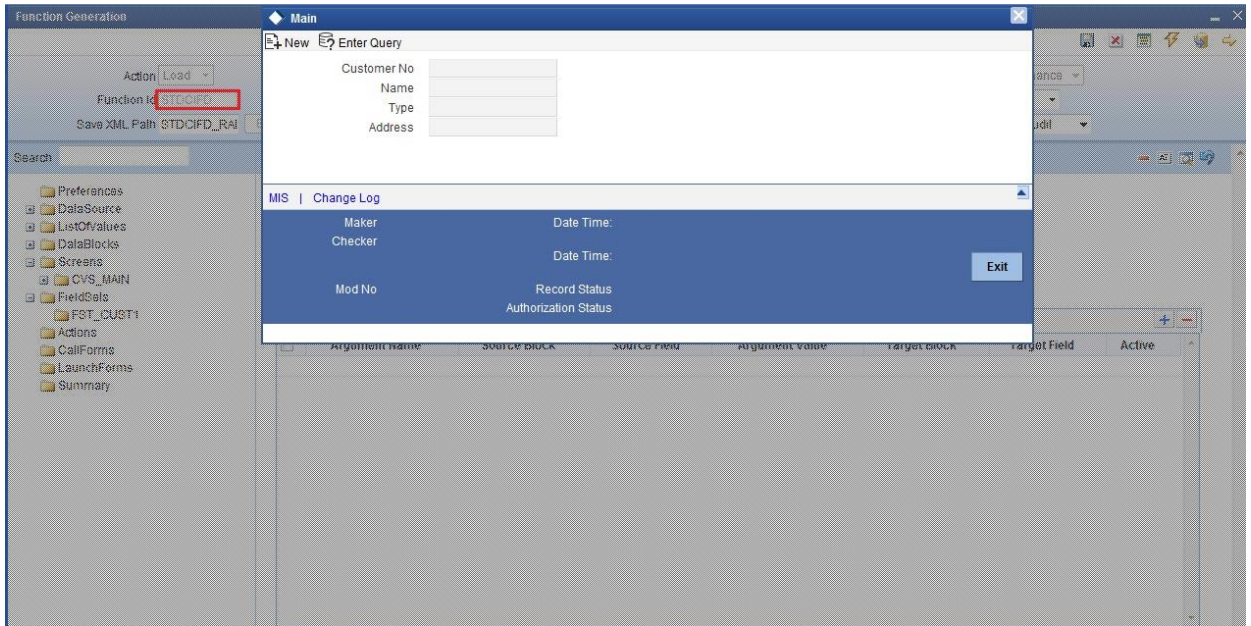 Function Generation
Main
New Enter Query
Customer No
Name
Type
Address
Action Load
Function Id STDCIFD
Save XML Path STDCIFD_RAI
Search
Preferences
DataSource
ListOfValues
DataBlocks
Screens
CVS_MAIN
FieldSets
FST_CUST1
Actions
CallForms
LaunchForms
Summary
MIS | Change Log
Maker Date Time:
Checker
Date Time:
Exit
Mod No Record Status
Authorization Status
Argument Name Source Block Source Field Argument Value Target Block Target Field Active